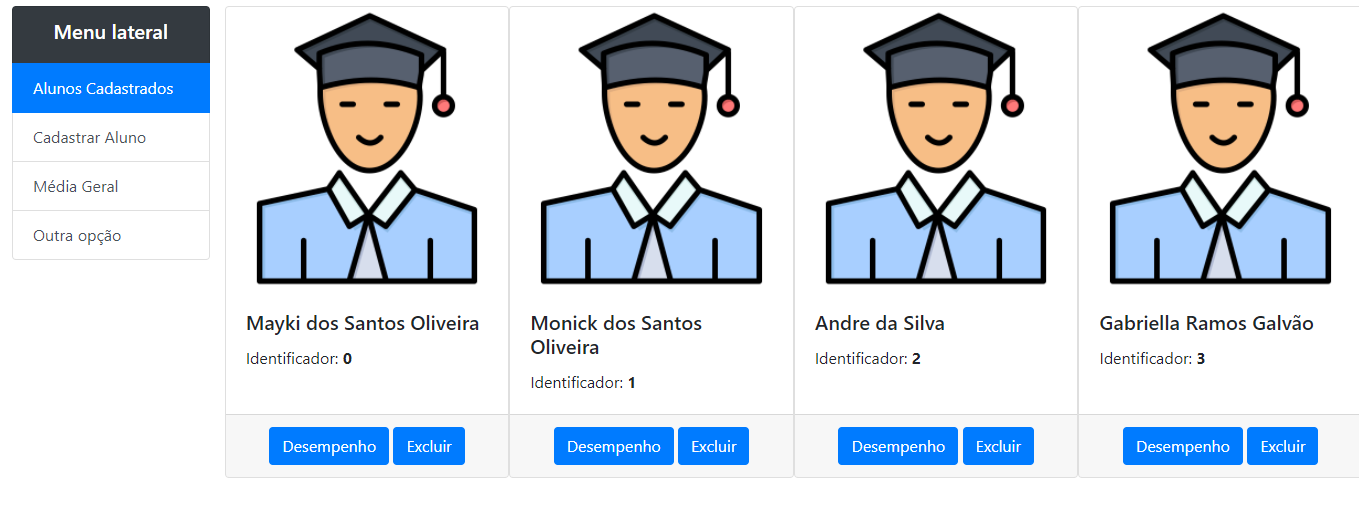 Menu lateral
Alunos Cadastrados
Cadastrar Aluno
Média Geral
Outra opção
Mayki dos Santos Oliveira
Identificador: 0
Desempenho Excluir
Monick dos Santos
Oliveira
Identificador: 1
Desempenho Excluir
Andre da Silva
Identificador: 2
Desempenho Excluir
Gabriella Ramos Galvão
Identificador: 3
Desempenho Excluir